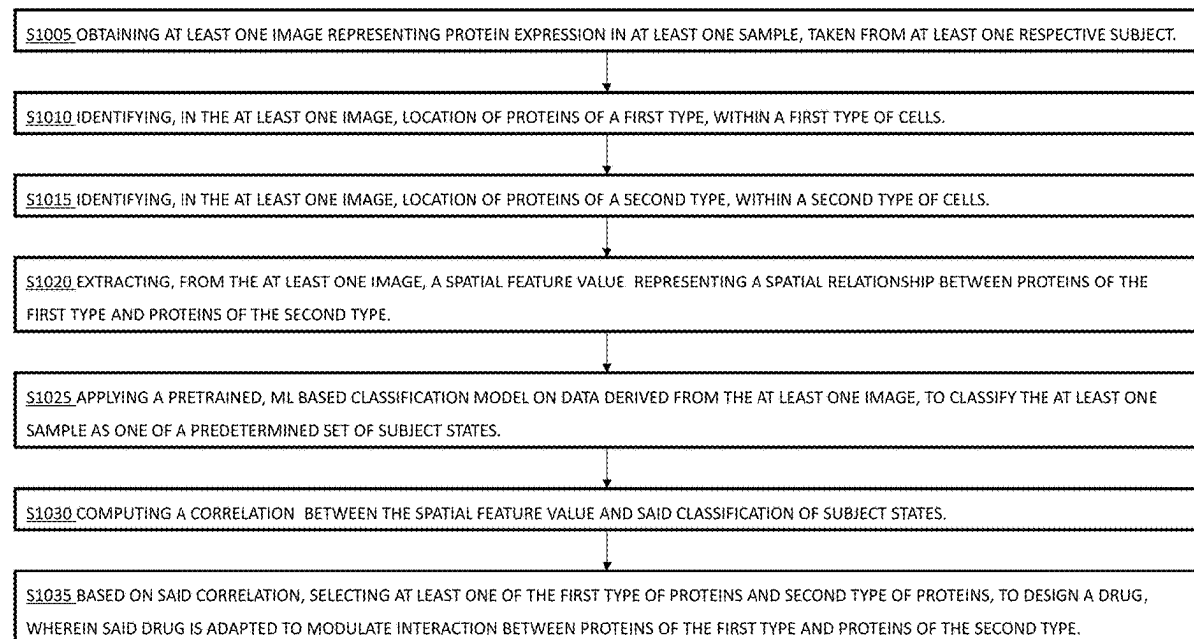 S1005 OBTAINING AT LEAST ONE IMAGE REPRESENTING PROTEIN EXPRESSION IN AT LEAST ONE SAMPLE, TAKEN FROM AT LEAST ONE RESPECTIVE SUBJECT.
S1010 IDENTIFYING, IN THE AT LEAST ONE IMAGE, LOCATION OF PROTEINS OF A FIRST TYPE, WITHIN A FIRST TYPE OF CELLS.
S1015 IDENTIFYING, IN THE AT LEAST ONE IMAGE, LOCATION OF PROTEINS OF A SECOND TYPE, WITHIN A SECOND TYPE OF CELLS.
S1020 EXTRACTING, FROM THE AT LEAST ONE IMAGE, A SPATIAL FEATURE VALUE REPRESENTING A SPATIAL RELATIONSHIP BETWEEN PROTEINS OF THE
FIRST TYPE AND PROTEINS OF THE SECOND TYPE.
S1025 APPLYING A PRETRAINED, ML BASED CLASSIFICATION MODEL ON DATA DERIVED FROM THE AT LEAST ONE IMAGE, TO CLASSIFY THE AT LEAST ONE
SAMPLE AS ONE OF A PREDETERMINED SET OF SUBJECT STATES.
S1030 COMPUTING A CORRELATION BETWEEN THE SPATIAL FEATURE VALUE AND SAID CLASSIFICATION OF SUBJECT STATES.
S1035 BASED ON SAID CORRELATION, SELECTING AT LEAST ONE OF THE FIRST TYPE OF PROTEINS AND SECOND TYPE OF PROTEINS, TO DESIGN A DRUG,
WHEREIN SAID DRUG IS ADAPTED TO MODULATE INTERACTION BETWEEN PROTEINS OF THE FIRST TYPE AND PROTEINS OF THE SECOND TYPE.